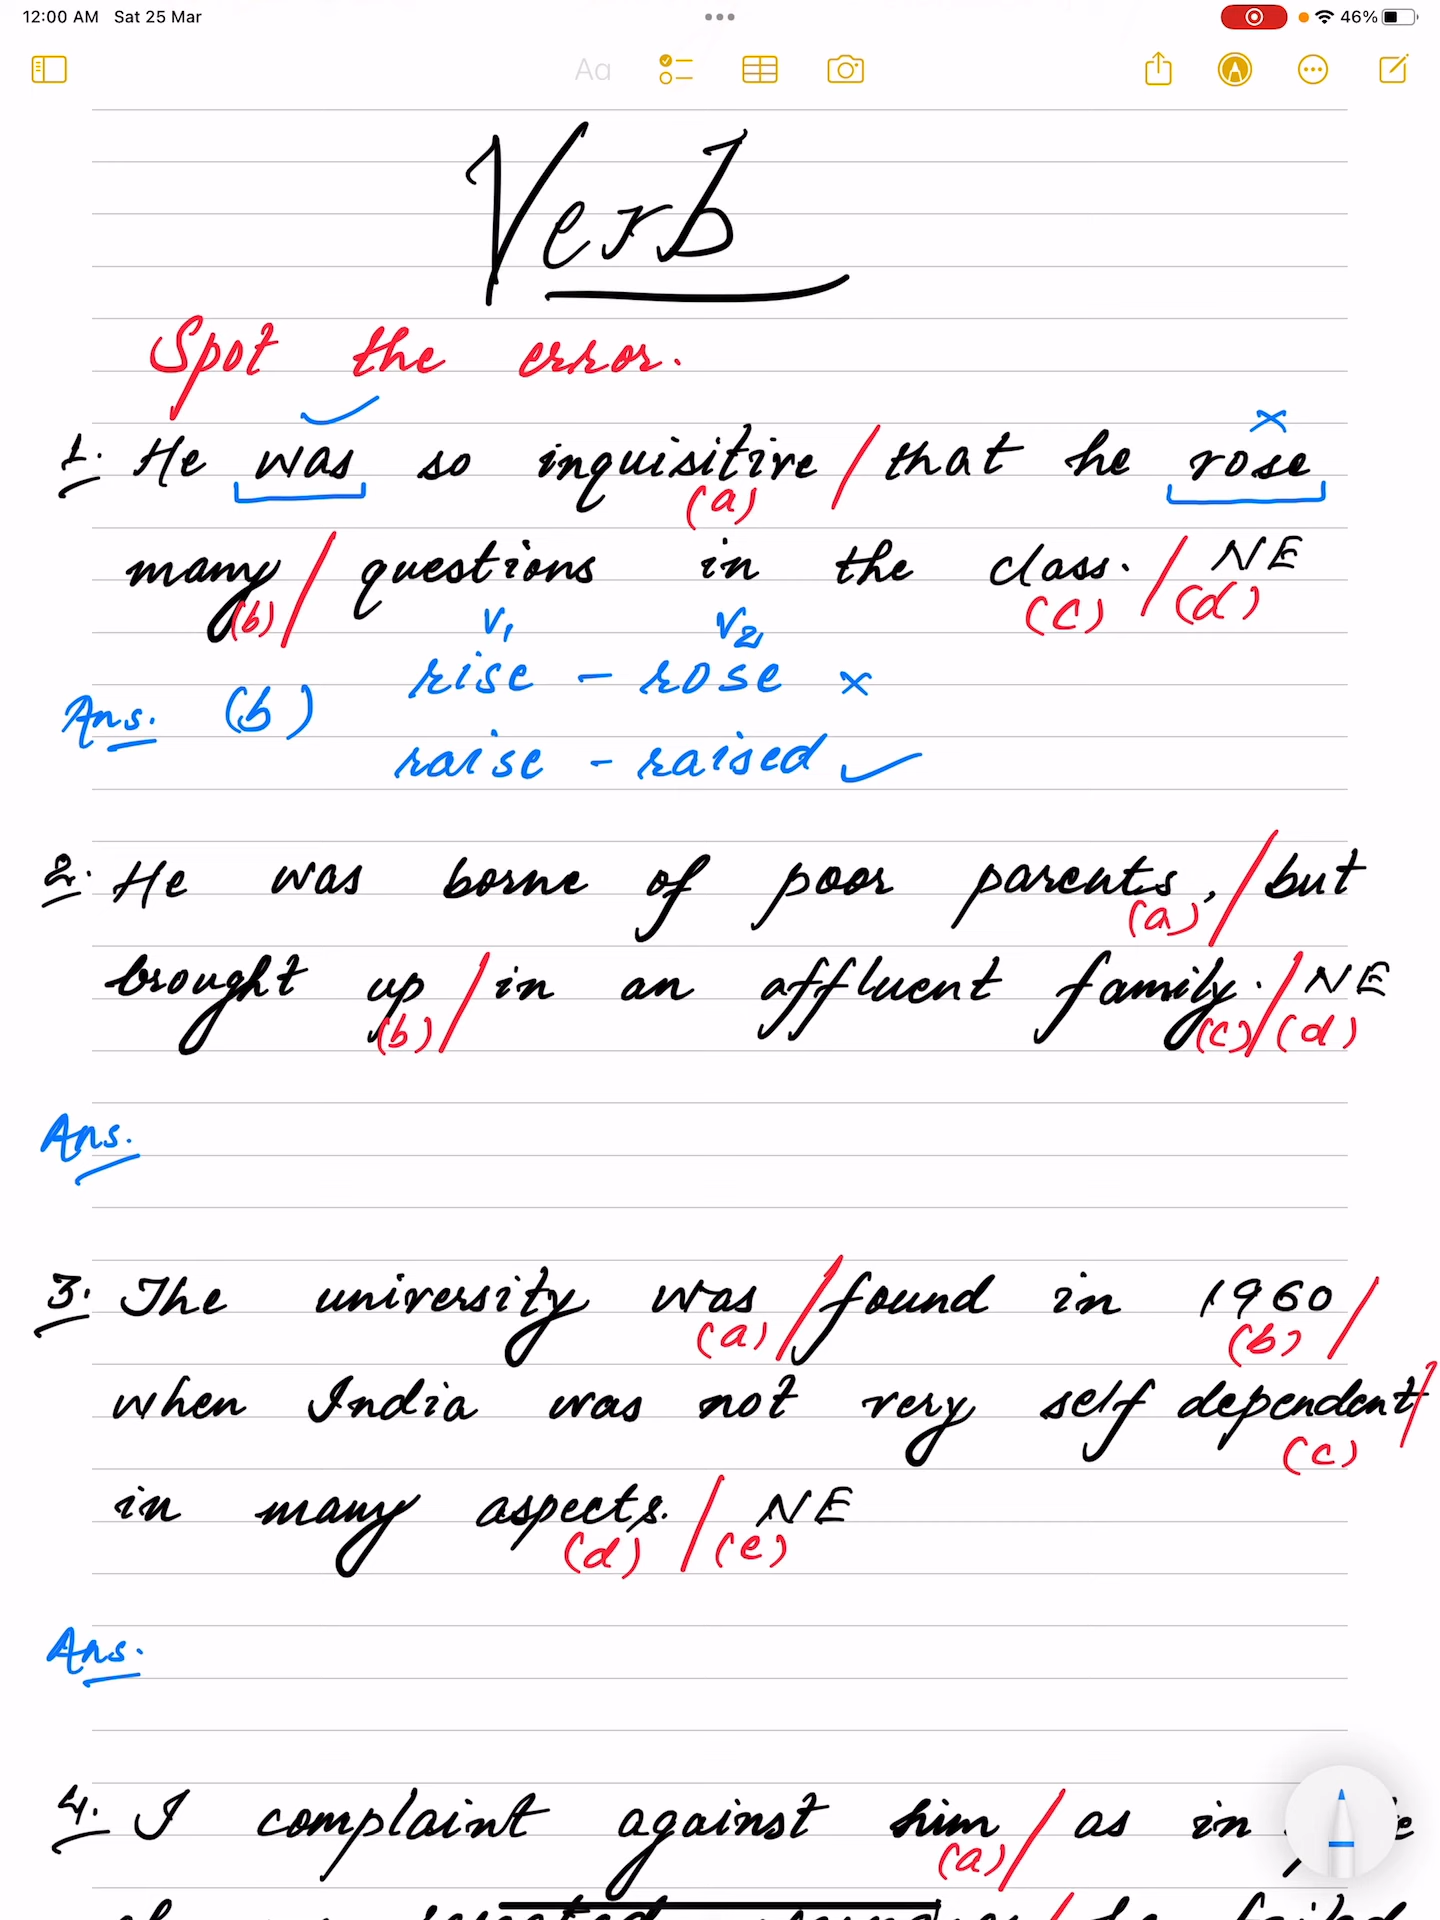 12:00 AM Sat 25 Mar 46%
Aa
Verb
Spot the error.
1. He was so inquisitive / that he rose
(a)
many / questions in the class. / NE
(b) (c) (d)
V1 V2
rise - rose ×
Ans. (b)
raise - raised ✓
2. He was borne of poor parents, / but
(a)
brought up / in an affluent family. / NE
(b) (c) (d)
Ans.
3. The university was / found in 1960 /
(a) (b)
when India was not very self dependent /
(c)
in many aspects. / NE
(d) (e)
Ans.
4. I complaint against him / as in
(a)